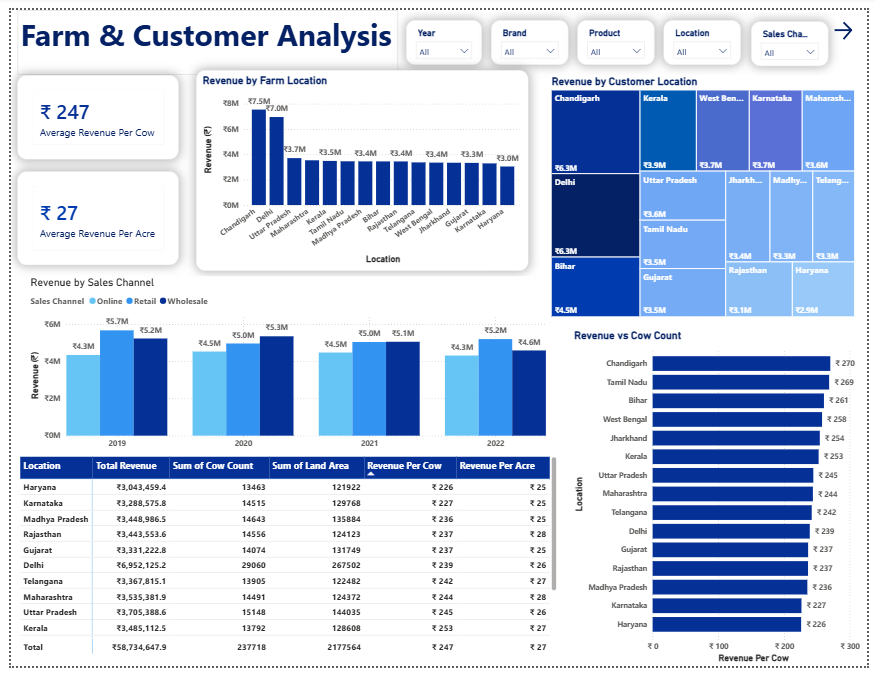 Farm & Customer Analysis
Year
All
Brand
All
Product
All
Location
All
Sales Cha...
All
₹ 247
Average Revenue Per Cow
₹ 27
Average Revenue Per Acre
Revenue by Farm Location
Revenue (₹)
₹8M
₹6M
₹4M
₹2M
₹0M
₹7.5M
₹7.0M
₹3.7M
₹3.5M
₹3.4M
₹3.4M
₹3.4M
₹3.3M
₹3.0M
Chandigarh
Delhi
Uttar Pradesh
Maharashtra
Kerala
Tamil Nadu
Madhya Pradesh
Bihar
Rajasthan
Telangana
West Bengal
Jharkhand
Gujarat
Karnataka
Haryana
Location
Revenue by Customer Location
Chandigarh
₹6.3M
Delhi
₹6.3M
Bihar
₹4.5M
Kerala
₹3.9M
West Ben...
₹3.7M
Karnataka
₹3.7M
Maharash...
₹3.6M
Uttar Pradesh
₹3.6M
Tamil Nadu
₹3.5M
Gujarat
₹3.5M
Jharkh...
₹3.4M
Madhy...
₹3.3M
Telang...
₹3.3M
Rajasthan
₹3.1M
Haryana
₹2.9M
Revenue by Sales Channel
Sales Channel Online Retail Wholesale
Revenue (₹)
₹6M
₹4M
₹2M
₹0M
₹4.3M ₹5.7M ₹5.2M
₹4.5M ₹5.0M ₹5.3M
₹4.5M ₹5.0M ₹5.1M
₹4.3M ₹5.2M ₹4.6M
2019 2020 2021 2022
Location Total Revenue Sum of Cow Count Sum of Land Area Revenue Per Cow Revenue Per Acre
Haryana ₹3,043,459.4 13463 121922 ₹ 226 ₹ 25
Karnataka ₹3,288,575.8 14515 129768 ₹ 227 ₹ 25
Madhya Pradesh ₹3,448,986.5 14643 135884 ₹ 236 ₹ 25
Rajasthan ₹3,443,553.6 14556 124123 ₹ 237 ₹ 28
Gujarat ₹3,331,222.8 14074 131749 ₹ 237 ₹ 25
Delhi ₹6,952,125.2 29060 267502 ₹ 239 ₹ 26
Telangana ₹3,367,815.1 13905 122482 ₹ 242 ₹ 27
Maharashtra ₹3,535,381.9 14491 124372 ₹ 244 ₹ 28
Uttar Pradesh ₹3,705,388.6 15148 144035 ₹ 245 ₹ 26
Kerala ₹3,485,112.5 13792 128608 ₹ 253 ₹ 27
Total ₹58,734,647.9 237718 2177564 ₹ 247 ₹ 27
Revenue vs Cow Count
Location
Chandigarh ₹ 270
Tamil Nadu ₹ 269
Bihar ₹ 261
West Bengal ₹ 258
Jharkhand ₹ 254
Kerala ₹ 253
Uttar Pradesh ₹ 245
Maharashtra ₹ 244
Telangana ₹ 242
Delhi ₹ 239
Gujarat ₹ 237
Rajasthan ₹ 237
Madhya Pradesh ₹ 236
Karnataka ₹ 227
Haryana ₹ 226
₹ 0 ₹ 100 ₹ 200 ₹ 300
Revenue Per Cow